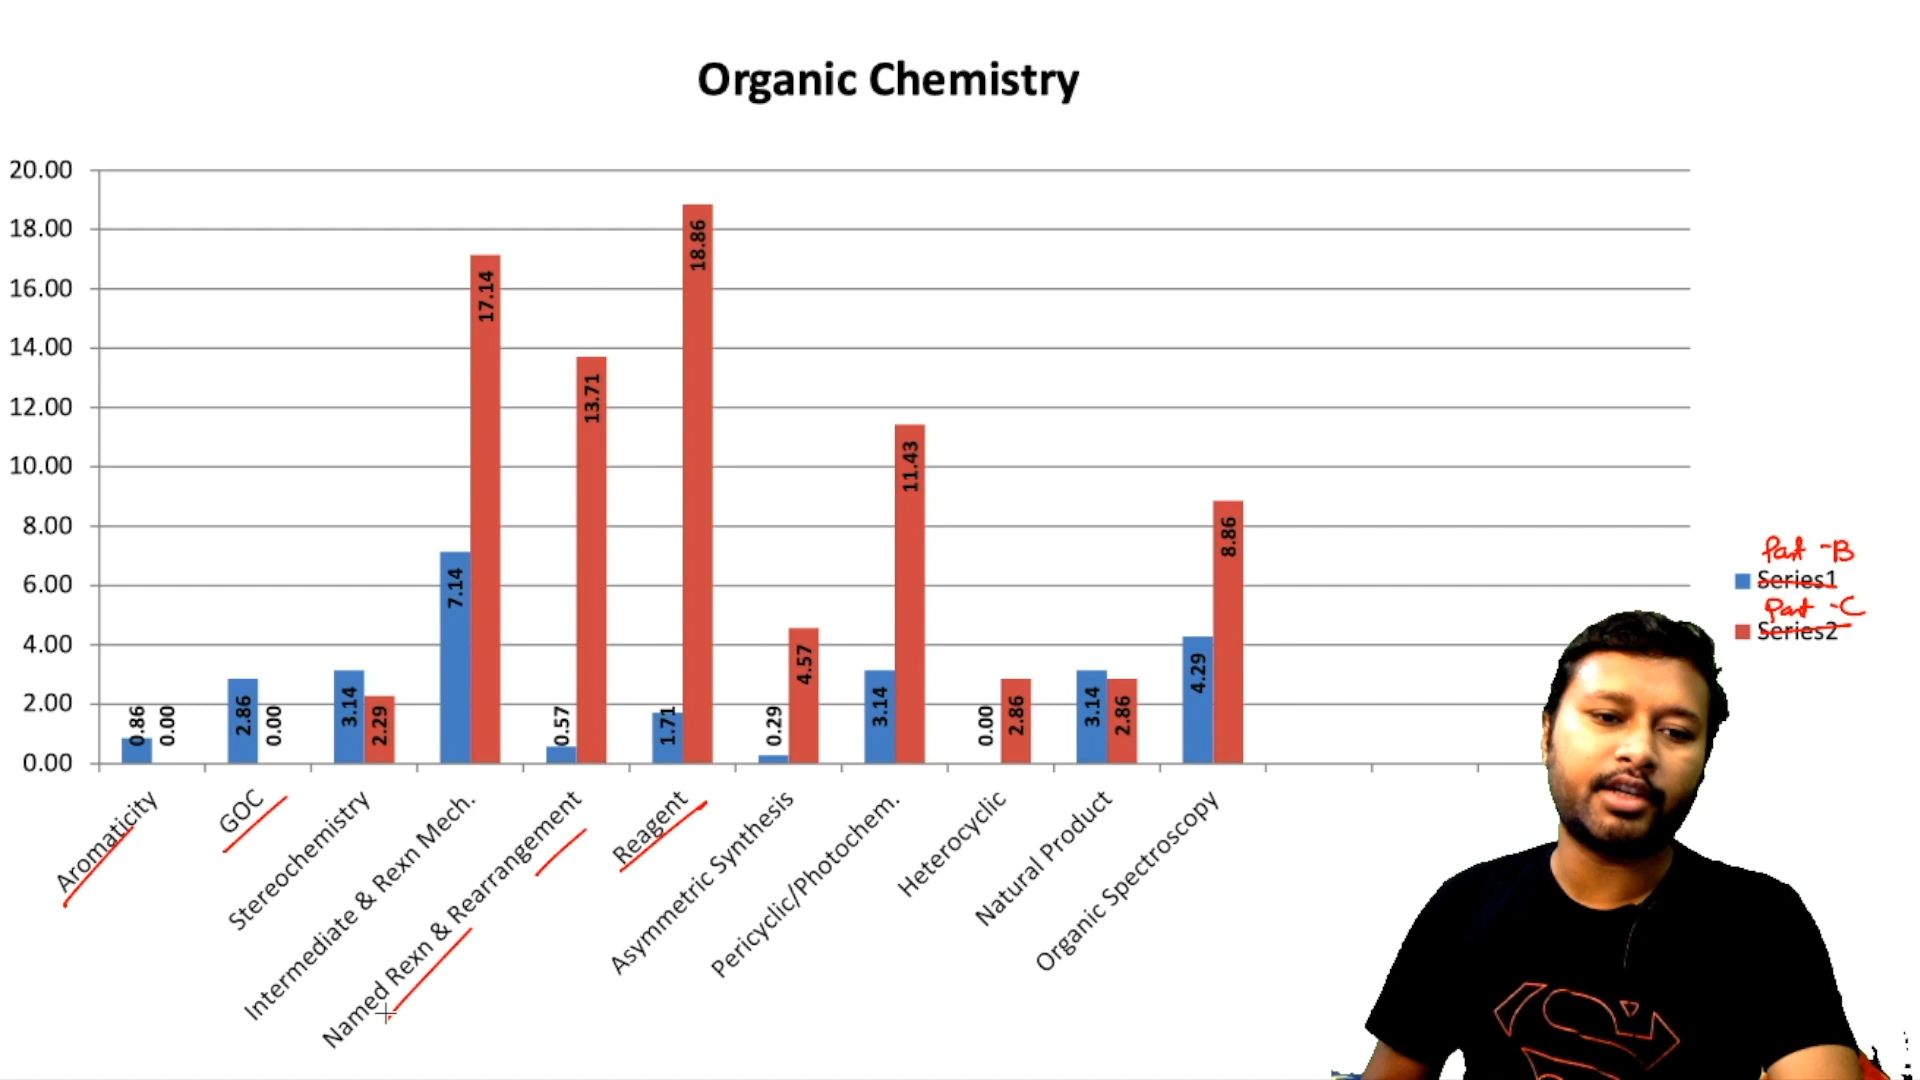 Organic Chemistry
20.00
18.00
16.00
14.00
12.00
10.00
8.00
6.00
4.00
2.00
0.00
0.86
0.00
2.86
0.00
3.14
2.29
7.14
17.14
0.57
13.71
1.71
18.86
0.29
4.57
3.14
11.43
0.00
2.86
3.14
2.86
4.29
8.86
Aromaticity
GOC
Stereochemistry
Intermediate & Rexn Mech.
Named Rexn & Rearrangement
Reagent
Asymmetric Synthesis
Pericyclic/Photochem.
Heterocyclic
Natural Product
Organic Spectroscopy
Part -B
Series1
Part -C
Series2